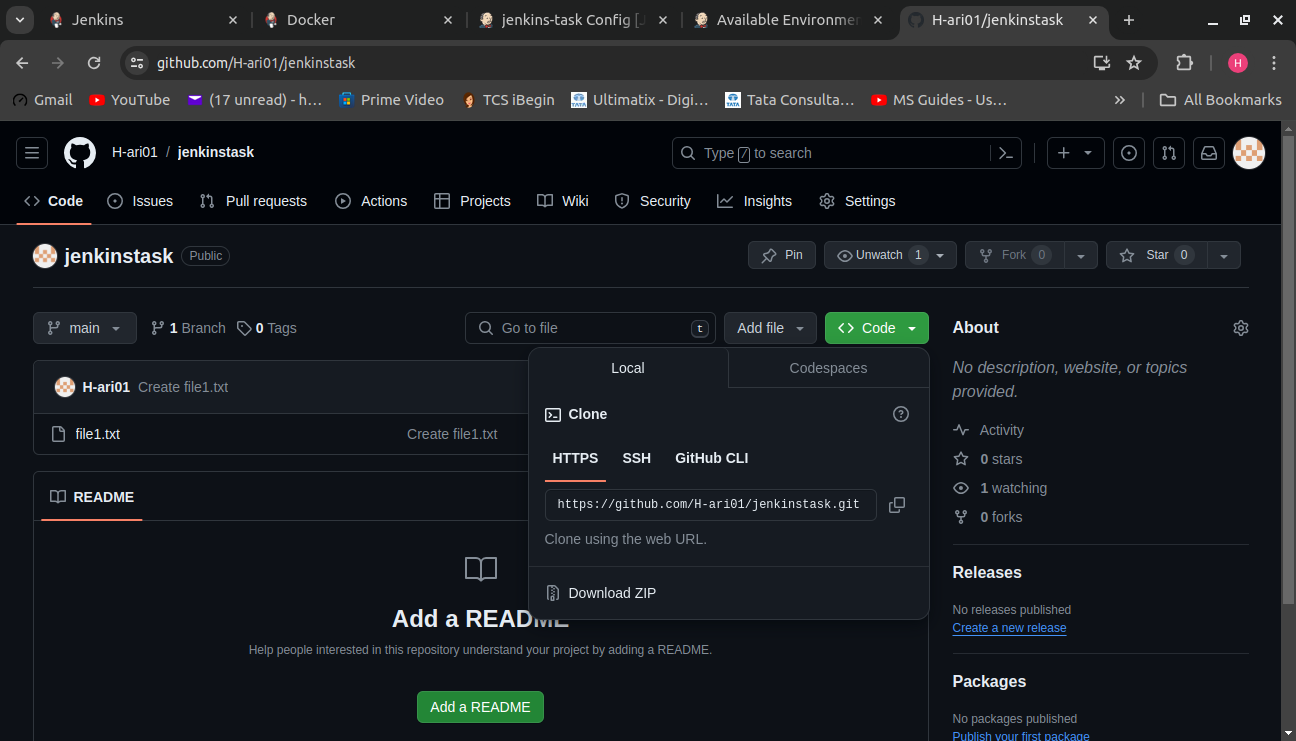 Jenkins
Docker
jenkins-task Config [J
Available Environmen
H-ari01/jenkinstask
github.com/H-ari01/jenkinstask
H
Gmail
YouTube
(17 unread) - h...
Prime Video
TCS iBegin
Ultimatix - Digi...
Tata Consulta...
MS Guides - Us...
All Bookmarks
H-ari01 / jenkinstask
Type / to search
Code
Issues
Pull requests
Actions
Projects
Wiki
Security
Insights
Settings
jenkinstask
Public
Pin
Unwatch 1
Fork 0
Star 0
main
1 Branch
0 Tags
Go to file
t
Add file
Code
Local
Codespaces
Clone
HTTPS
SSH
GitHub CLI
https://github.com/H-ari01/jenkinstask.git
Clone using the web URL.
Download ZIP
H-ari01 Create file1.txt
file1.txt
Create file1.txt
README
Add a README
Help people interested in this repository understand your project by adding a README.
Add a README
About
No description, website, or topics
provided.
Activity
0 stars
1 watching
0 forks
Releases
No releases published
Create a new release
Packages
No packages published
Publish your first package